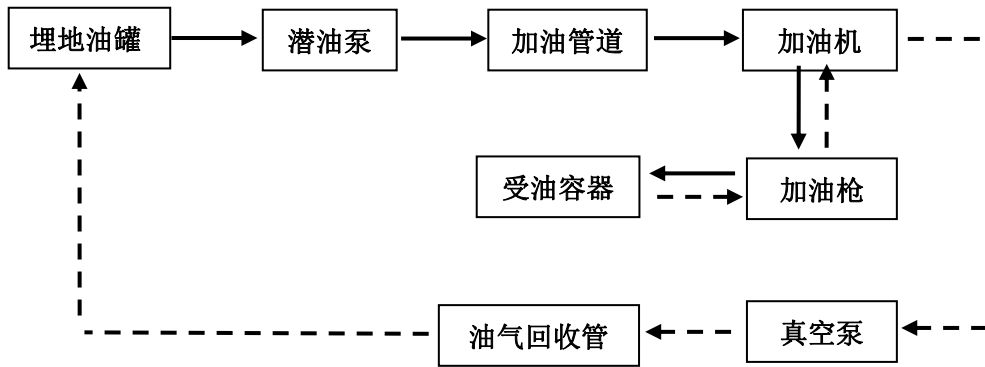 埋地油罐
潜油泵
加油管道
加油机
受油容器
加油枪
油气回收管
真空泵